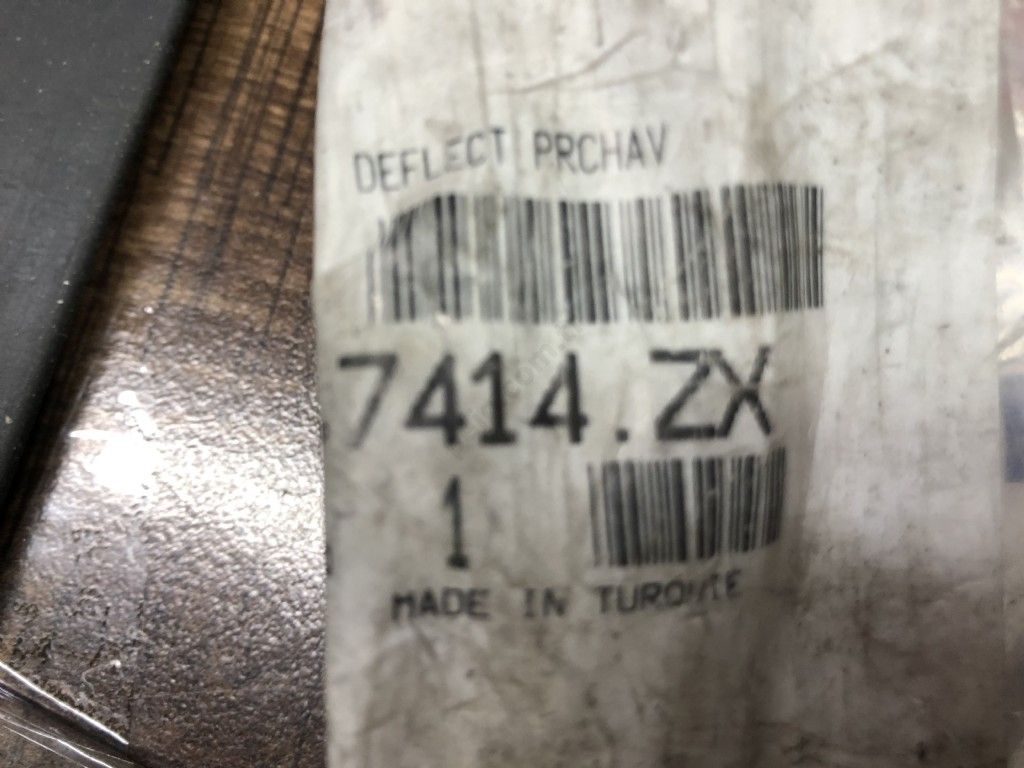 DEFLECT PRCHAV
7414.ZX
1
MADE IN TURQUIE